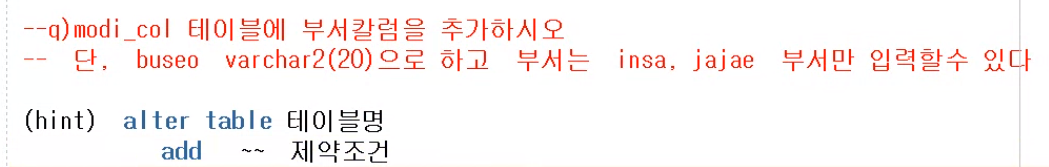 --q)modi_col 테이블에 부서칼럼을 추가하시오
-- 단, buseo varchar2(20)으로 하고 부서는 insa, jajae 부서만 입력할수 있다
(hint) alter table 테이블명
add ~~ 제약조건